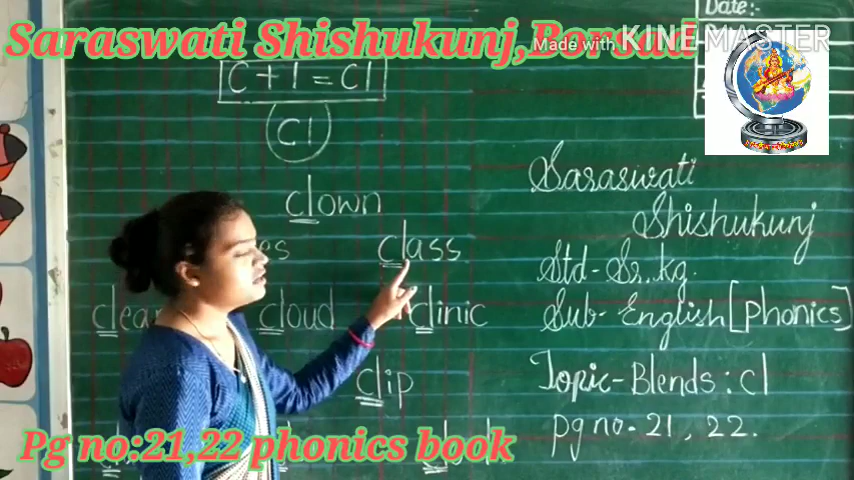 Saraswati Shishukunj, Borsad
Made with KINEMASTER
Date:-
C + l = Cl
Cl
clown
class
cloud
clinic
clip
Saraswati
Shishukunj
Std- Sr. kg.
Sub- English [Phonics]
Topic- Blends: cl
pg no. 21, 22.
Pg no:21,22 phonics book